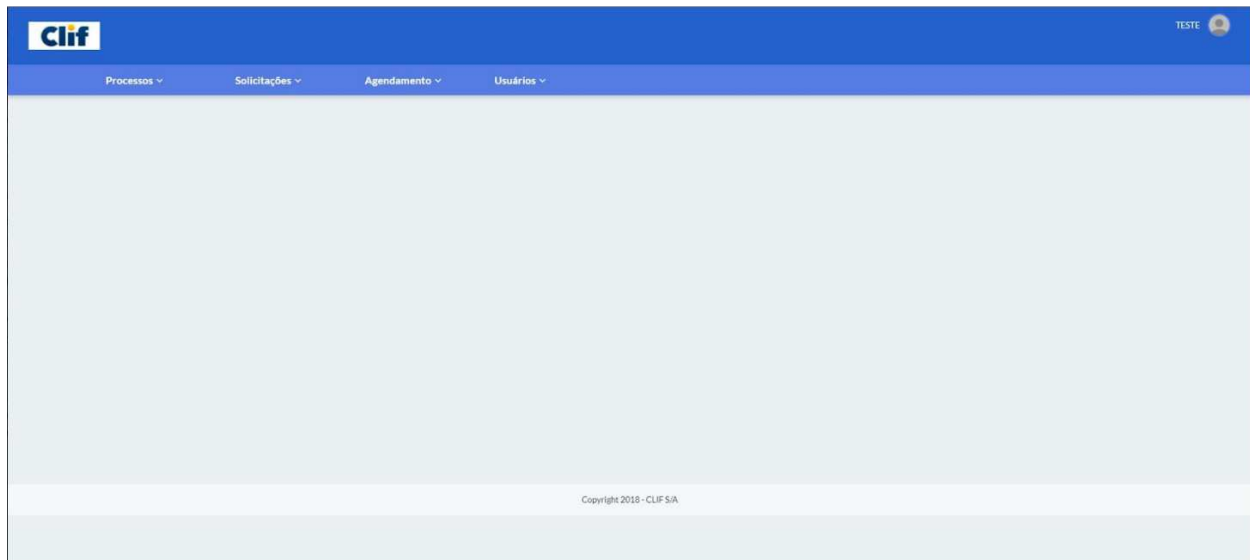 Clif
TESTE
Processos
Solicitações
Agendamento
Usuários
Copyright 2018 - CLIF S/A